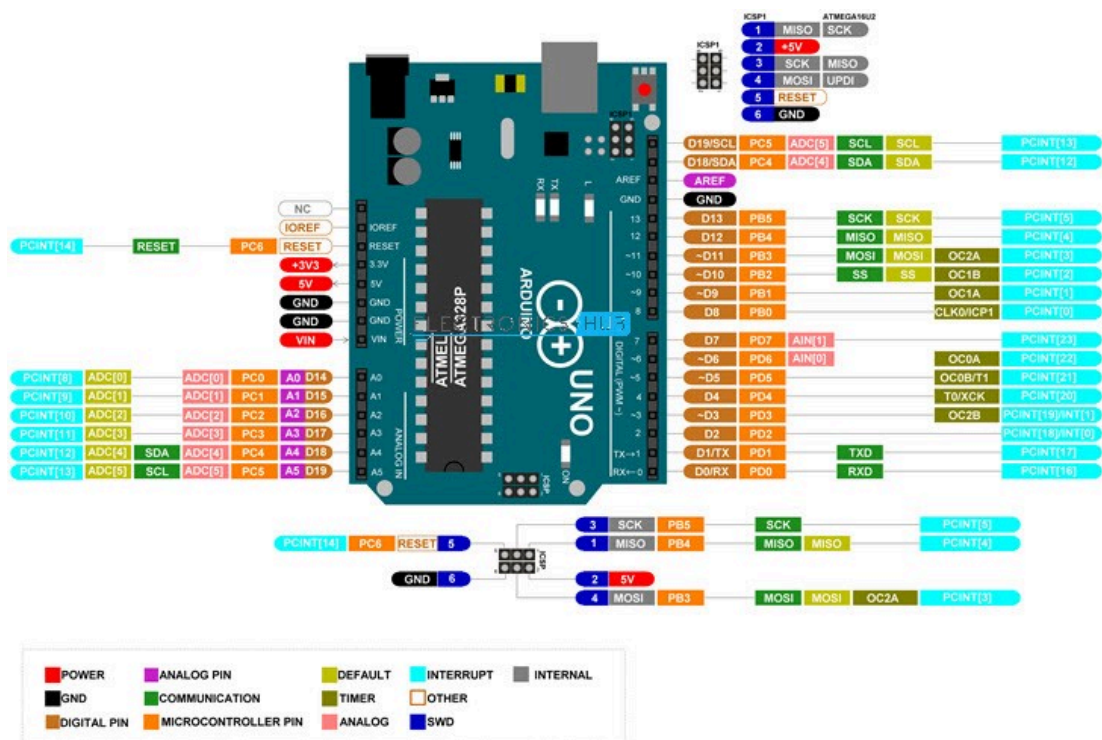 ICSP1 ATMEGA16U2
1 MISO SCK
2 +5V
3 SCK MISO
4 MOSI UPDI
5 RESET
6 GND
ICSP1
ICSP1
D19/SCL PC5 ADC[5] SCL SCL PCINT[13]
D18/SDA PC4 ADC[4] SDA SDA PCINT[12]
AREF AREF
GND GND
13 D13 PB5 SCK SCK PCINT[5]
12 D12 PB4 MISO MISO PCINT[4]
~11 ~D11 PB3 MOSI MOSI OC2A PCINT[3]
~10 ~D10 PB2 SS SS OC1B PCINT[2]
~9 ~D9 PB1 OC1A PCINT[1]
8 D8 PB0 CLK0/ICP1 PCINT[0]
7 D7 PD7 AIN[1] PCINT[23]
~6 ~D6 PD6 AIN[0] OC0A PCINT[22]
~5 ~D5 PD5 OC0B/T1 PCINT[21]
4 D4 PD4 T0/XCK PCINT[20]
~3 ~D3 PD3 OC2B PCINT[19]/INT[1]
2 D2 PD2 PCINT[18]/INT[0]
TX→1 D1/TX PD1 TXD PCINT[17]
RX←0 D0/RX PD0 RXD PCINT[16]
RX
TX
L
NC
IOREF IOREF
PCINT[14] RESET PC6 RESET RESET
+3V3 3.3V
5V 5V
GND GND
GND GND
VIN VIN
POWER
PCINT[8] ADC[0] ADC[0] PC0 A0 D14 A0
PCINT[9] ADC[1] ADC[1] PC1 A1 D15 A1
PCINT[10] ADC[2] ADC[2] PC2 A2 D16 A2
PCINT[11] ADC[3] ADC[3] PC3 A3 D17 A3
PCINT[12] ADC[4] SDA ADC[4] PC4 A4 D18 A4
PCINT[13] ADC[5] SCL ADC[5] PC5 A5 D19 A5
ANALOG IN
ATMEL
ATMEGA328P
ARDUINO
UNO
ELECTRONICS HUB
DIGITAL (PWM ~)
ON
ICSP
3 SCK PB5 SCK PCINT[5]
PCINT[14] PC6 RESET 5
1 MISO PB4 MISO MISO PCINT[4]
ICSP
GND 6
2 5V
4 MOSI PB3 MOSI MOSI OC2A PCINT[3]
POWER ANALOG PIN DEFAULT INTERRUPT INTERNAL
GND COMMUNICATION TIMER OTHER
DIGITAL PIN MICROCONTROLLER PIN ANALOG SWD